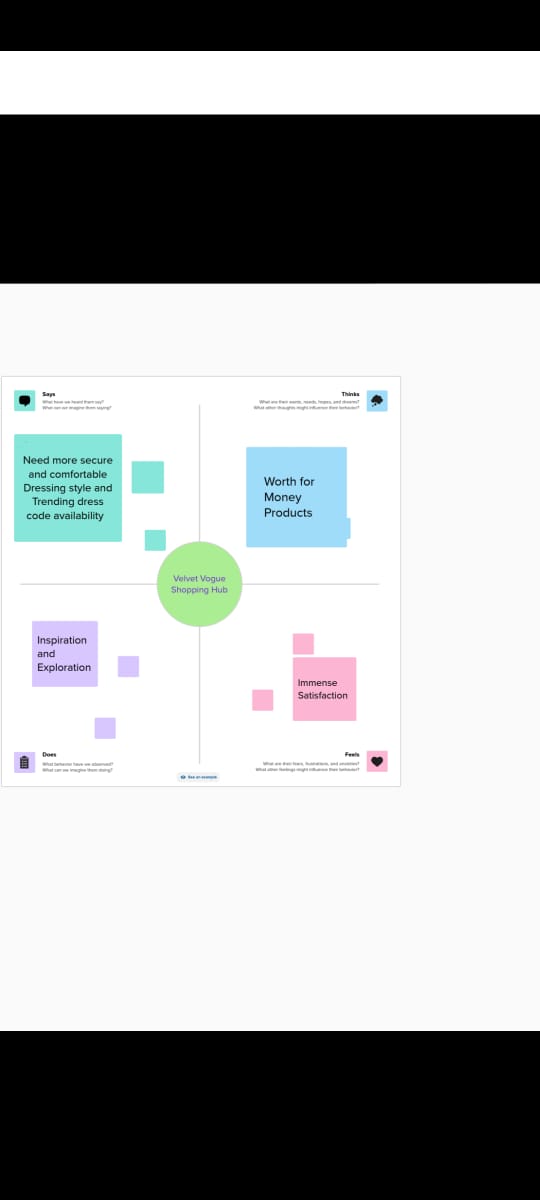 Says
What have we heard them say?
What can we imagine them saying?
Thinks
What are their wants, needs, hopes, and dreams?
What other thoughts might influence their behavior?
Need more secure
and comfortable
Dressing style and
Trending dress
code availability
Worth for
Money
Products
Velvet Vogue
Shopping Hub
Inspiration
and
Exploration
Immense
Satisfaction
Does
What behavior have we observed?
What can we imagine them doing?
Feels
What are their fears, frustrations, and anxieties?
What other feelings might influence their behavior?
See an example